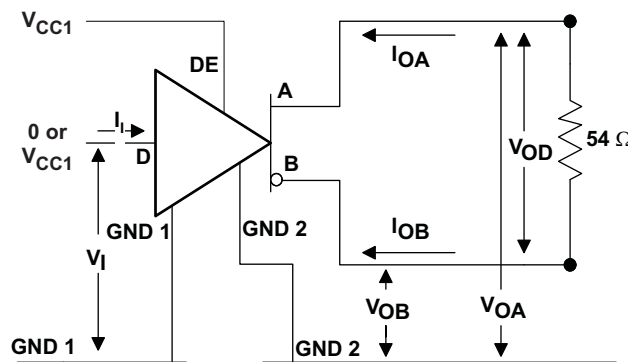 VCC1
DE
IOA
A
0 or
VCC1
II
D
B
VOD
54 Ω
GND 1
GND 2
IOB
VI
VOB
VOA
GND 1
GND 2